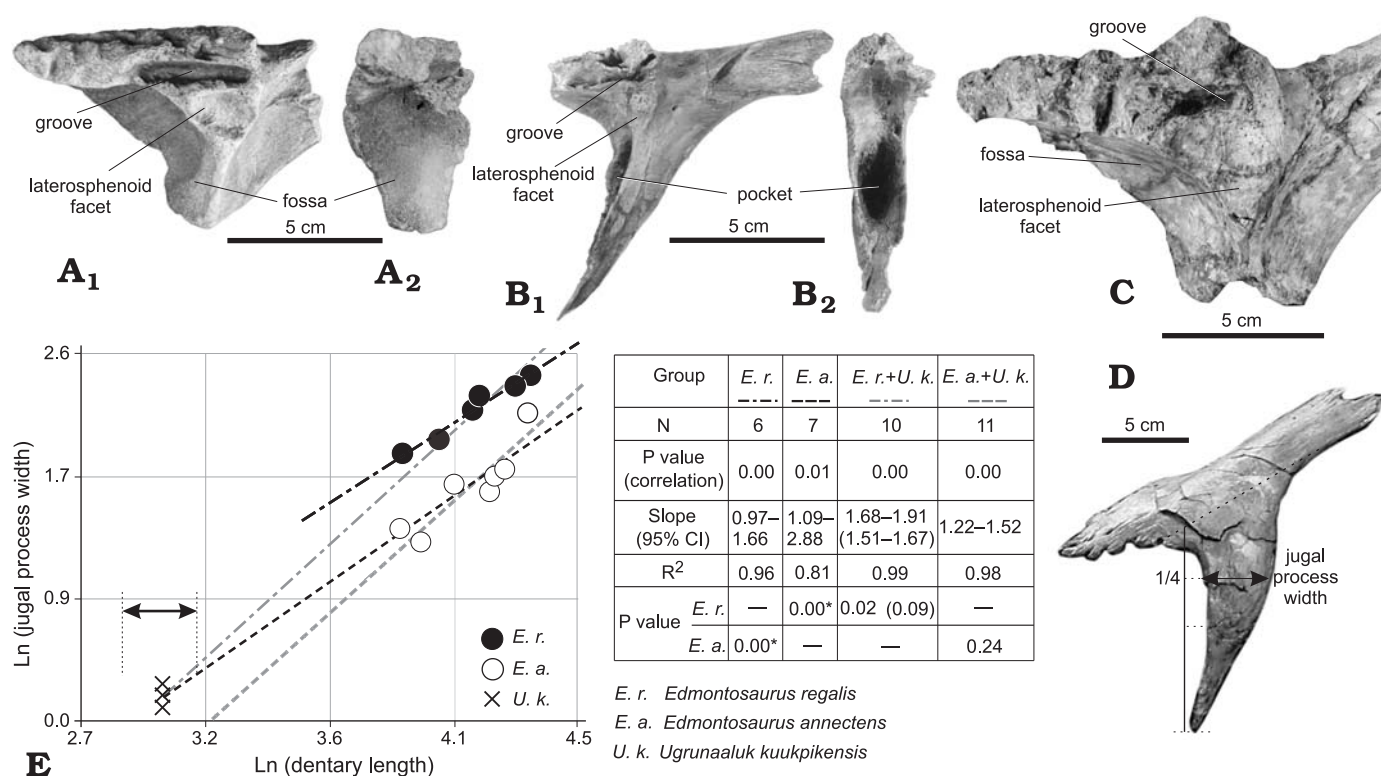 groove
laterosphenoid
facet
fossa
5 cm
A1
A2
groove
laterosphenoid
facet
pocket
5 cm
B1
B2
groove
fossa
laterosphenoid
facet
C
5 cm
D
5 cm
1/4
jugal
process
width
Ln (jugal process width)
2.6
1.7
0.9
0.0
2.7 3.2 3.6 4.1 4.5
Ln (dentary length)
E. r.
E. a.
U. k.
E
Group E. r. E. a. E. r.+U. k. E. a.+U. k.
N 6 7 10 11
P value
(correlation) 0.00 0.01 0.00 0.00
Slope
(95% CI) 0.97–1.66 1.09–2.88 1.68–1.91 (1.51–1.67) 1.22–1.52
R2 0.96 0.81 0.99 0.98
P value E. r. — 0.00* 0.02 (0.09) —
E. a. 0.00* — — 0.24
E. r. Edmontosaurus regalis
E. a. Edmontosaurus annectens
U. k. Ugrunaaluk kuukpikensis